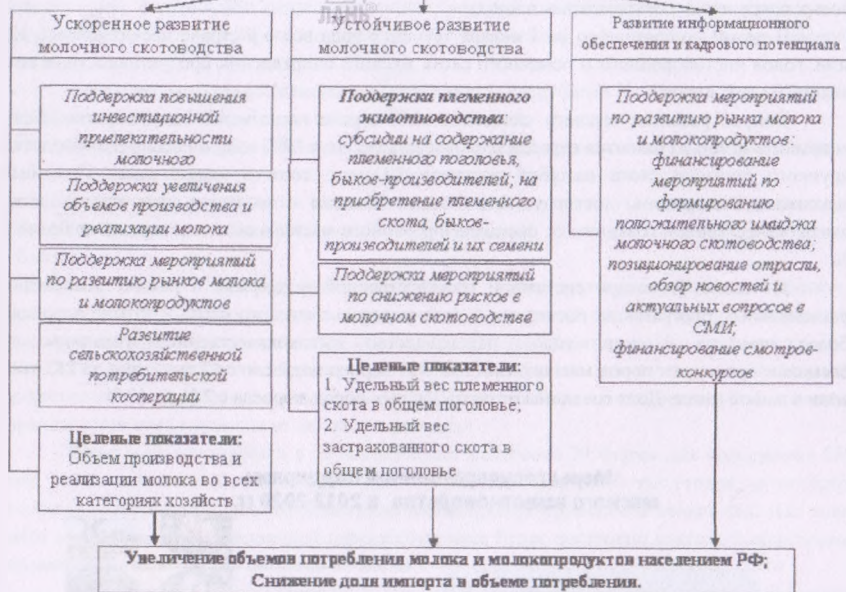 Ускоренное развитие
молочного скотоводства
Поддержка повышения
инвестиционной
привлекательности
молочного
Поддержка увеличения
объемов производства и
реализации молока
Поддержка мероприятий
по развитию рынков молока
и молокопродуктов
Развитие
сельскохозяйственной
потребительской
кооперации
Целевые показатели:
Объем производства и
реализации молока во всех
категориях хозяйств
ЛАНЬ®
Устойчивое развитие
молочного скотоводства
Поддержка племенного
животноводства:
субсидии на содержание
племенного поголовья,
быков-производителей; на
приобретение племенного
скота, быков-
производителей и их семени
Поддержка мероприятий
по снижению рисков в
молочном скотоводстве
Целевые показатели:
1. Удельный вес племенного
скота в общем поголовье;
2. Удельный вес
застрахованного скота в
общем поголовье
Развитие информационного
обеспечения и кадрового потенциала
Поддержка мероприятий
по развитию рынка молока
и молокопродуктов:
финансирование
мероприятий по
формированию
положительного имиджа
молочного скотоводства;
позиционирование отрасли,
обзор новостей и
актуальных вопросов в
СМИ;
финансирование смотров-
конкурсов
Увеличение объемов потребления молока и молокопродуктов населением РФ;
Снижение доли импорта в объеме потребления.